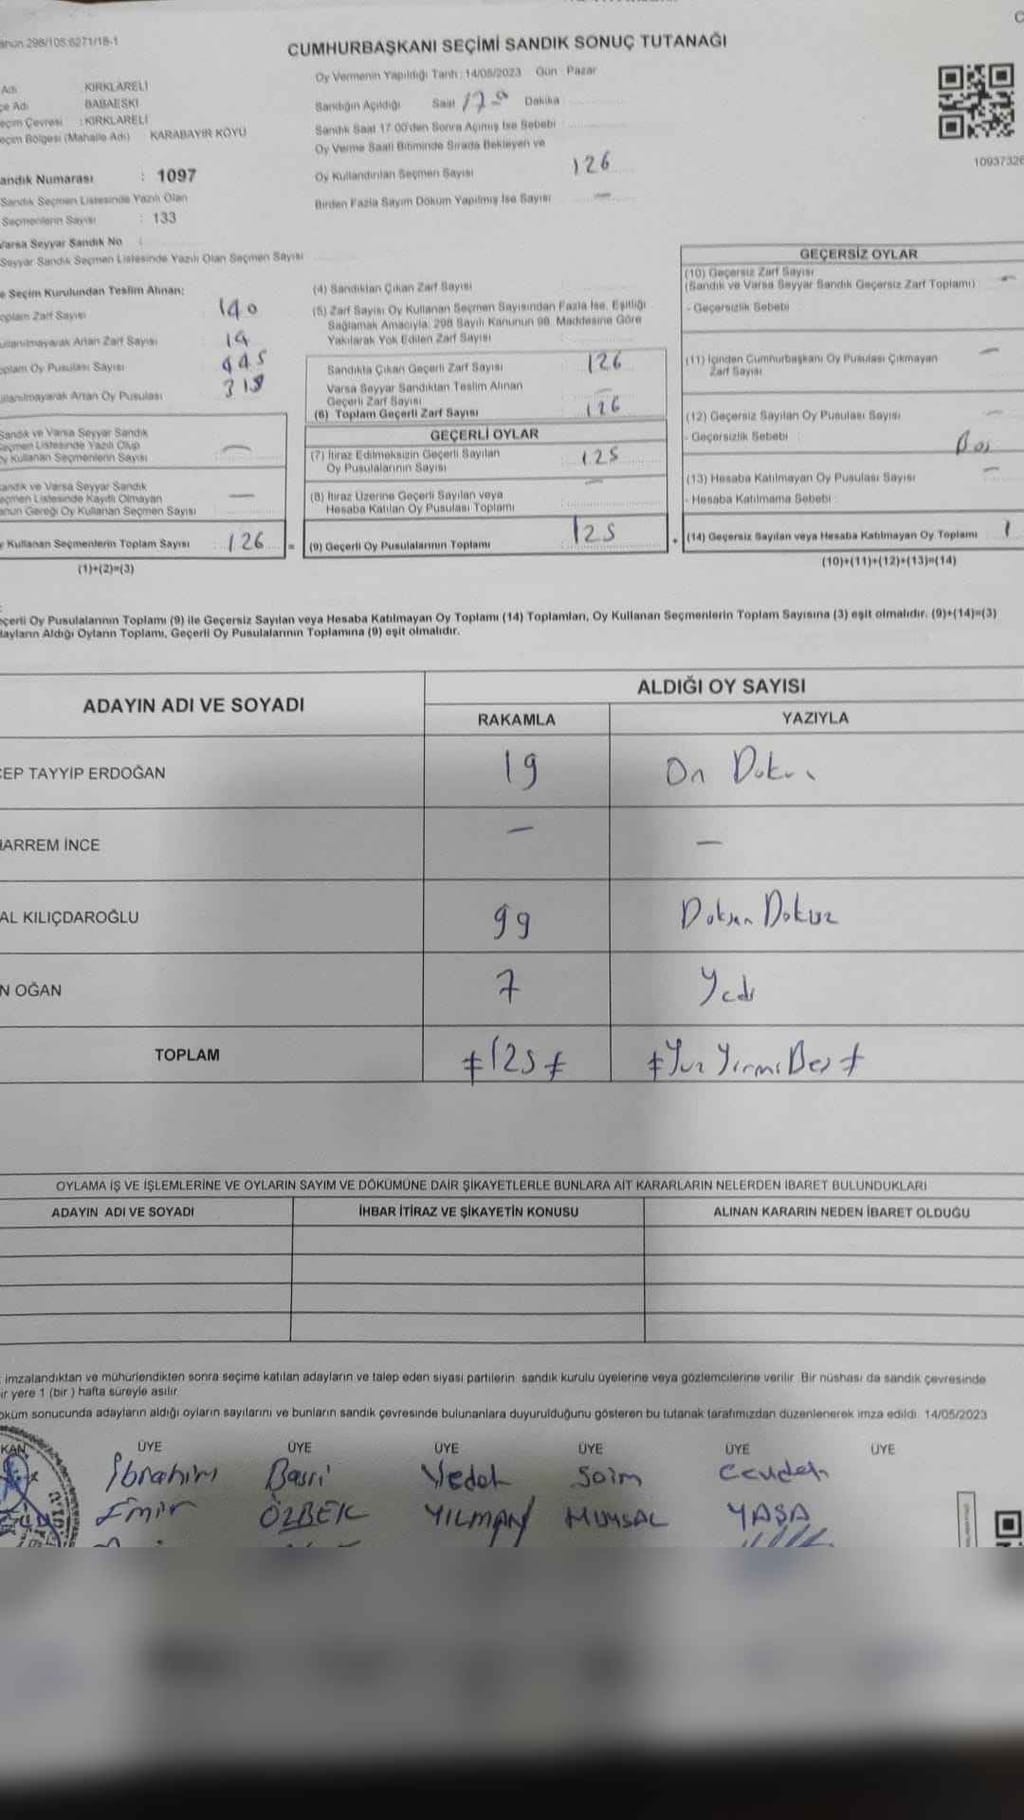 anun 298/105:6271/18-1
CUMHURBAŞKANI SEÇİMİ SANDIK SONUÇ TUTANAĞI
Oy Vermenin Yapıldığı Tarih: 14/05/2023 Gün : Pazar
Adı KIRKLARELİ
çe Adı BABAESKİ
eçim Çevresi : KIRKLARELİ
eçim Bölgesi (Mahalle Adı) KARABAYIR KÖYÜ
Sandığın Açıldığı Saat Dakika
Sandık Saat 17.00'den Sonra Açılmış İse Sebebi
Oy Verme Saati Bitiminde Sırada Bekleyen ve
Oy Kullandırılan Seçmen Sayısı 126
Birden Fazla Sayım Döküm Yapılmış İse Sayısı —
1093732
andık Numarası : 1097
Sandık Seçmen Listesinde Yazılı Olan
Seçmenlerin Sayısı : 133
Varsa Seyyar Sandık No :
Seyyar Sandık Seçmen Listesinde Yazılı Olan Seçmen Sayısı
e Seçim Kurulundan Teslim Alınan:
oplam Zarf Sayısı 140
ullanılmayarak Artan Zarf Sayısı 14
oplam Oy Pusulası Sayısı 445
ullanılmayarak Artan Oy Pusulası 318
Sandık ve Varsa Seyyar Sandık
Seçmen Listesinde Yazılı Olup
Oy Kullanan Seçmenlerin Sayısı —
andık ve Varsa Seyyar Sandık
eçmen Listesinde Kayıtlı Olmayan
anun Gereği Oy Kullanan Seçmen Sayısı —
y Kullanan Seçmenlerin Toplam Sayısı 126 =
(1)+(2)=(3)
(4) Sandıktan Çıkan Zarf Sayısı
(5) Zarf Sayısı Oy Kullanan Seçmen Sayısından Fazla İse, Eşitliği
Sağlamak Amacıyla, 298 Sayılı Kanunun 98. Maddesine Göre
Yakılarak Yok Edilen Zarf Sayısı
Sandıkta Çıkan Geçerli Zarf Sayısı 126
Varsa Seyyar Sandıktan Teslim Alınan
Geçerli Zarf Sayısı —
(6) Toplam Geçerli Zarf Sayısı 126
GEÇERLİ OYLAR
(7) İtiraz Edilmeksizin Geçerli Sayılan
Oy Pusulalarının Sayısı 125
(8) İtiraz Üzerine Geçerli Sayılan veya
Hesaba Katılan Oy Pusulası Toplamı —
(9) Geçerli Oy Pusulalarının Toplamı 125 +
GEÇERSİZ OYLAR
(10) Geçersiz Zarf Sayısı
(Sandık ve Varsa Seyyar Sandık Geçersiz Zarf Toplamı) —
- Geçersizlik Sebebi
(11) İçinden Cumhurbaşkanı Oy Pusulası Çıkmayan
Zarf Sayısı —
(12) Geçersiz Sayılan Oy Pusulası Sayısı —
- Geçersizlik Sebebi : Boş
(13) Hesaba Katılmayan Oy Pusulası Sayısı —
- Hesaba Katılmama Sebebi :
(14) Geçersiz Sayılan veya Hesaba Katılmayan Oy Toplamı 1
(10)+(11)+(12)+(13)=(14)
eçerli Oy Pusulalarının Toplamı (9) ile Geçersiz Sayılan veya Hesaba Katılmayan Oy Toplamı (14) Toplamları, Oy Kullanan Seçmenlerin Toplam Sayısına (3) eşit olmalıdır. (9)+(14)=(3)
dayların Aldığı Oyların Toplamı, Geçerli Oy Pusulalarının Toplamına (9) eşit olmalıdır.
ADAYIN ADI VE SOYADI ALDIĞI OY SAYISI
RAKAMLA YAZIYLA
CEP TAYYİP ERDOĞAN 19 On Dokuz
HARREM İNCE — —
AL KILIÇDAROĞLU 99 Doksan Dokuz
N OĞAN 7 Yedi
TOPLAM ≠125≠ ≠Yüz Yirmi Beş≠
OYLAMA İŞ VE İŞLEMLERİNE VE OYLARIN SAYIM VE DÖKÜMÜNE DAİR ŞİKAYETLERLE BUNLARA AİT KARARLARIN NELERDEN İBARET BULUNDUKLARI
ADAYIN ADI VE SOYADI İHBAR İTİRAZ VE ŞİKAYETİN KONUSU ALINAN KARARIN NEDEN İBARET OLDUĞU
imzalandıktan ve mühürlendikten sonra seçime katılan adayların ve talep eden siyasi partilerin sandık kurulu üyelerine veya gözlemcilerine verilir. Bir nüshası da sandık çevresinde
ir yere 1 (bir ) hafta süreyle asılır.
öküm sonucunda adayların aldığı oyların sayılarını ve bunların sandık çevresinde bulunanlara duyurulduğunu gösteren bu tutanak tarafımızdan düzenlenerek imza edildi. 14/05/2023
KAN ÜYE ÜYE ÜYE ÜYE ÜYE ÜYE
İbrahim Basri Vedat Saim Cevdet
Emir ÖZBEK YILMAZ MUMSAL YAŞA